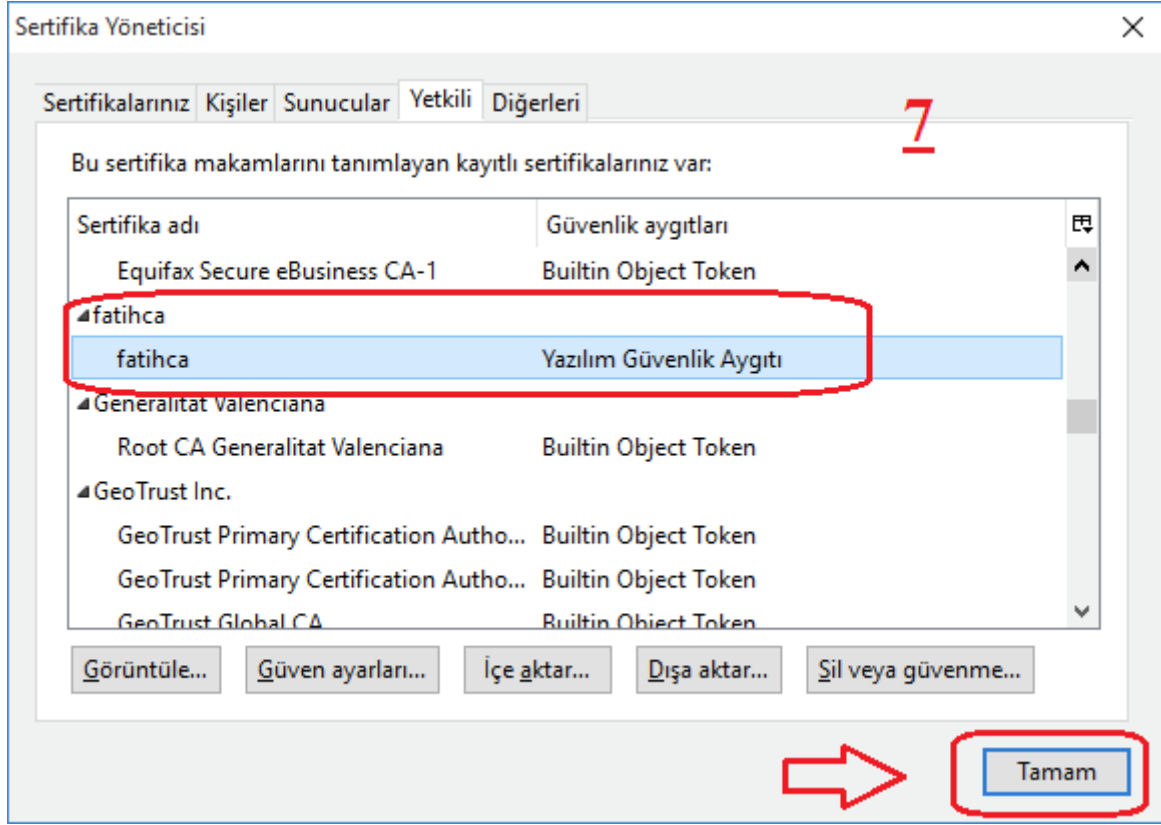 Sertifika Yöneticisi
Sertifikalarınız Kişiler Sunucular Yetkili Diğerleri
7
Bu sertifika makamlarını tanımlayan kayıtlı sertifikalarınız var:
Sertifika adı Güvenlik aygıtları
Equifax Secure eBusiness CA-1 Builtin Object Token
fatihca
fatihca Yazılım Güvenlik Aygıtı
Generalitat Valenciana
Root CA Generalitat Valenciana Builtin Object Token
GeoTrust Inc.
GeoTrust Primary Certification Autho... Builtin Object Token
GeoTrust Primary Certification Autho... Builtin Object Token
GeoTrust Global CA Builtin Object Token
Görüntüle... Güven ayarları... İçe aktar... Dışa aktar... Sil veya güvenme...
Tamam